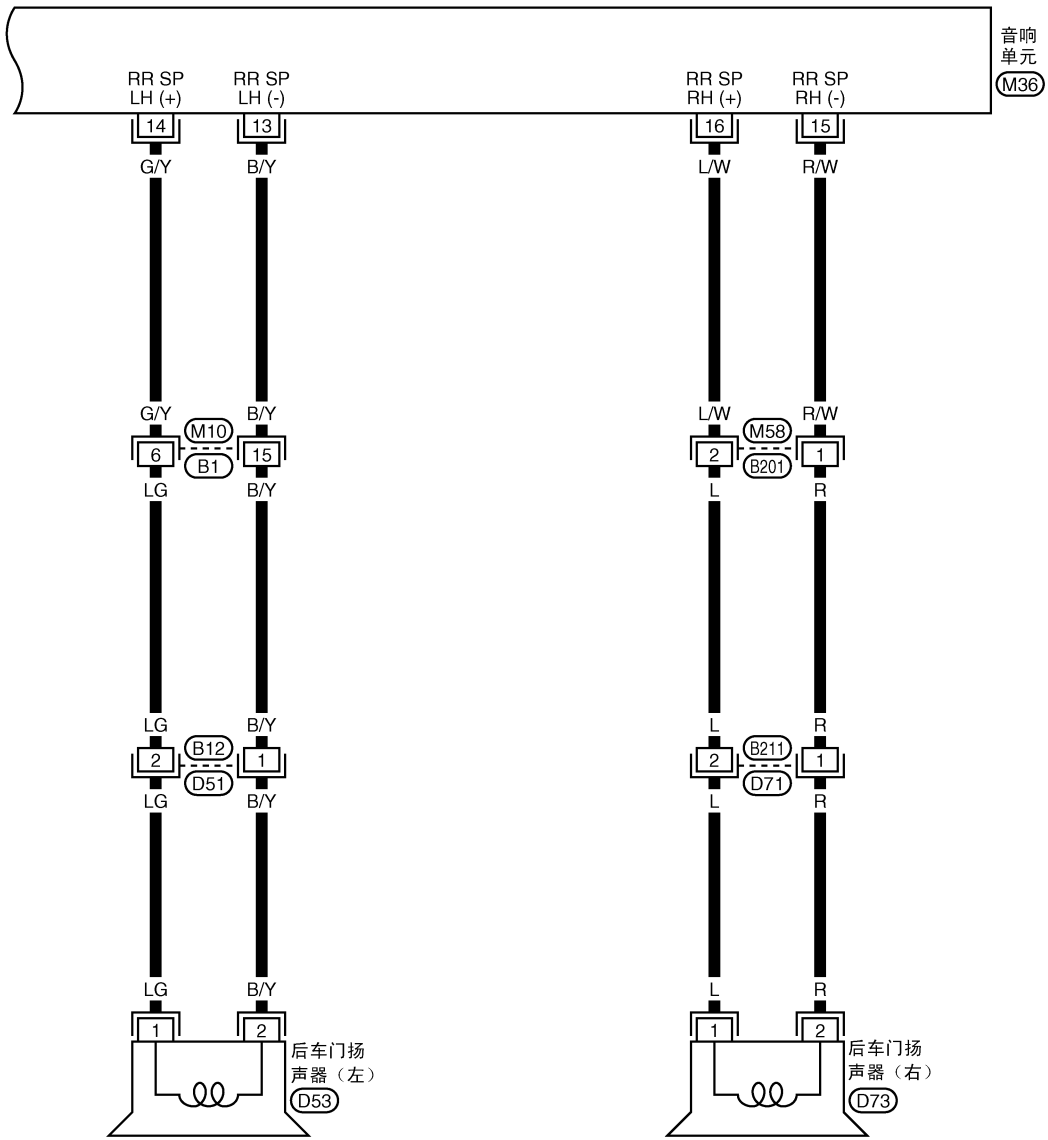 音响
单元
M36
RR SP RR SP RR SP RR SP
LH (+) LH (-) RH (+) RH (-)
14 13 16 15
G/Y B/Y L/W R/W
G/Y B/Y L/W R/W
M10 M58
6 15 2 1
B1 B201
LG B/Y L R
LG B/Y L R
B12 B211
2 1 2 1
D51 D71
LG B/Y L R
LG B/Y L R
1 2 1 2
后车门扬
声器（左）
D53
后车门扬
声器（右）
D73